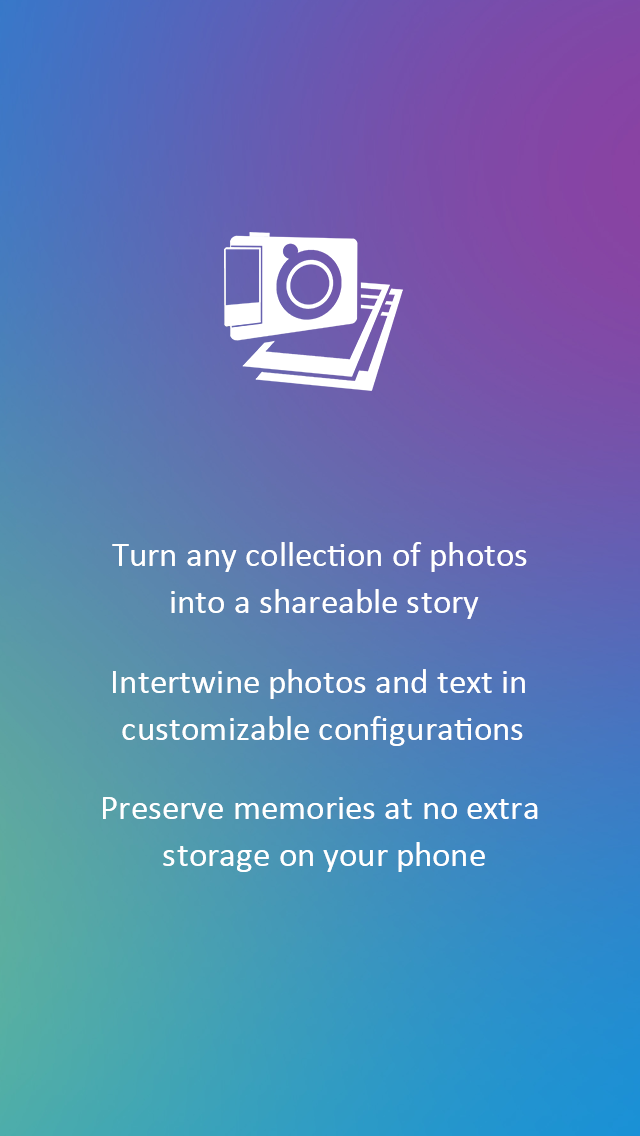 Turn any collection of photos
into a shareable story
Intertwine photos and text in
customizable configurations
Preserve memories at no extra
storage on your phone